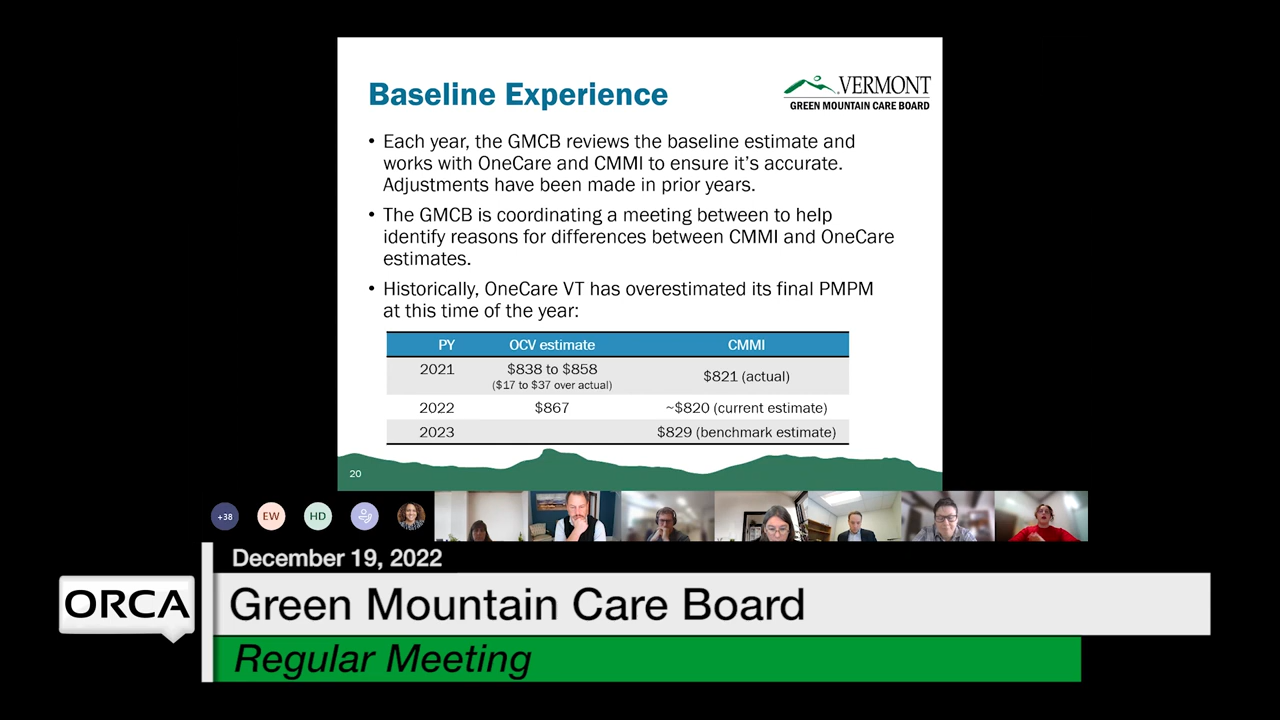 Baseline Experience
VERMONT
GREEN MOUNTAIN CARE BOARD
• Each year, the GMCB reviews the baseline estimate and
works with OneCare and CMMI to ensure it's accurate.
Adjustments have been made in prior years.
• The GMCB is coordinating a meeting between to help
identify reasons for differences between CMMI and OneCare
estimates.
• Historically, OneCare VT has overestimated its final PMPM
at this time of the year:
PY OCV estimate CMMI
2021 $838 to $858 $821 (actual)
($17 to $37 over actual)
2022 $867 ~$820 (current estimate)
2023 $829 (benchmark estimate)
20
+38 EW HD
December 19, 2022
ORCA
Green Mountain Care Board
Regular Meeting